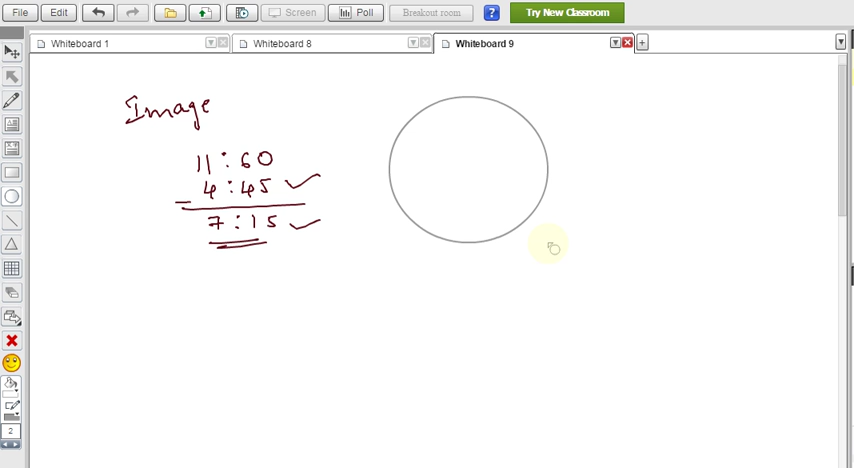 File Edit Screen Poll Breakout room ? Try New Classroom
Whiteboard 1 Whiteboard 8 Whiteboard 9
Image
11:60
- 4:45
7:15
2